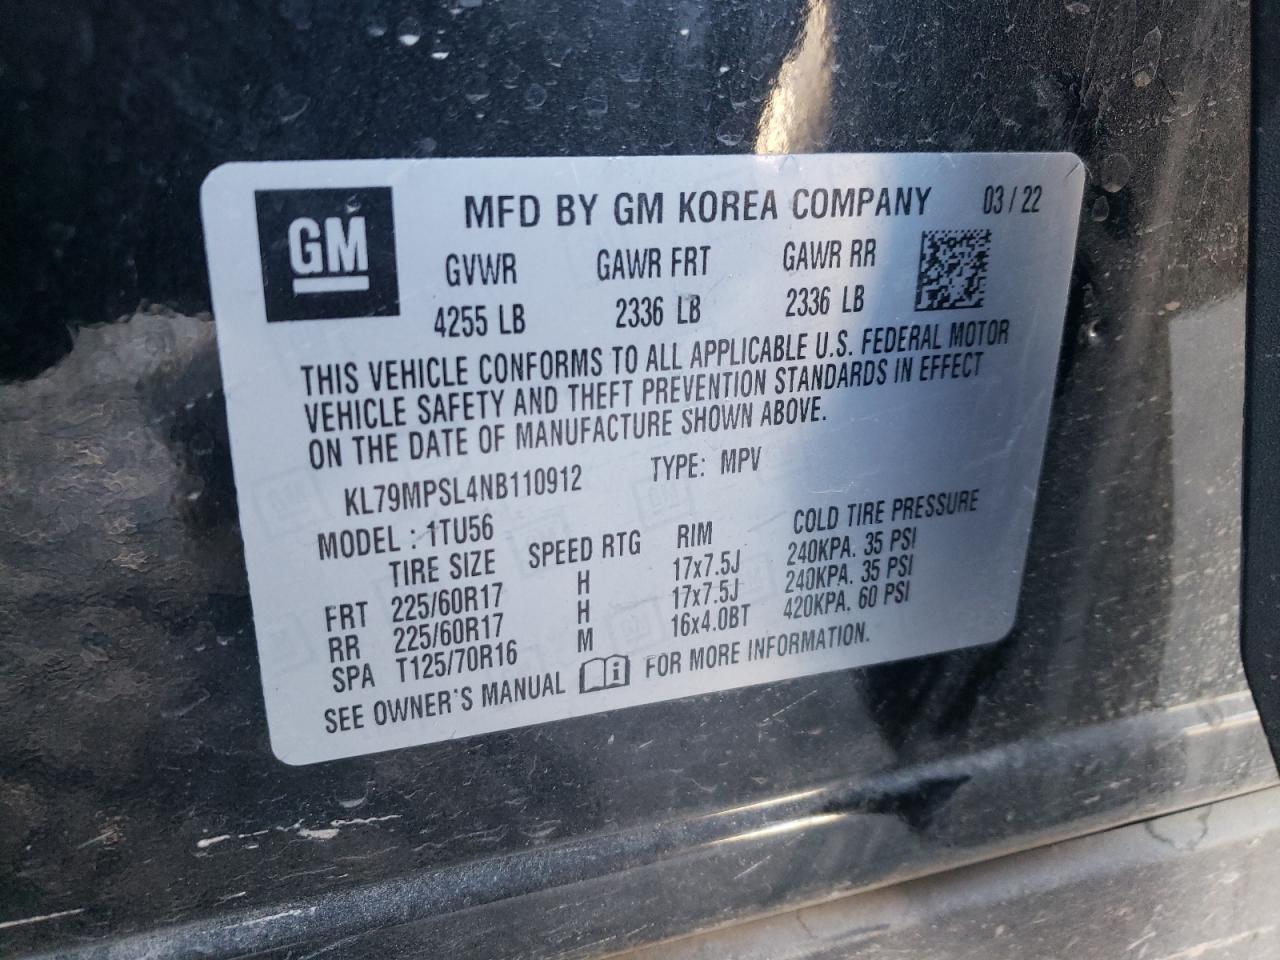 GM
MFD BY GM KOREA COMPANY 03/22
GVWR GAWR FRT GAWR RR
4255 LB 2336 LB 2336 LB
THIS VEHICLE CONFORMS TO ALL APPLICABLE U.S. FEDERAL MOTOR
VEHICLE SAFETY AND THEFT PREVENTION STANDARDS IN EFFECT
ON THE DATE OF MANUFACTURE SHOWN ABOVE.
KL79MPSL4NB110912 TYPE: MPV
MODEL : 1TU56
TIRE SIZE SPEED RTG RIM COLD TIRE PRESSURE
FRT 225/60R17 H 17x7.5J 240KPA. 35 PSI
RR 225/60R17 H 17x7.5J 240KPA. 35 PSI
SPA T125/70R16 M 16x4.0BT 420KPA. 60 PSI
SEE OWNER'S MANUAL i FOR MORE INFORMATION.